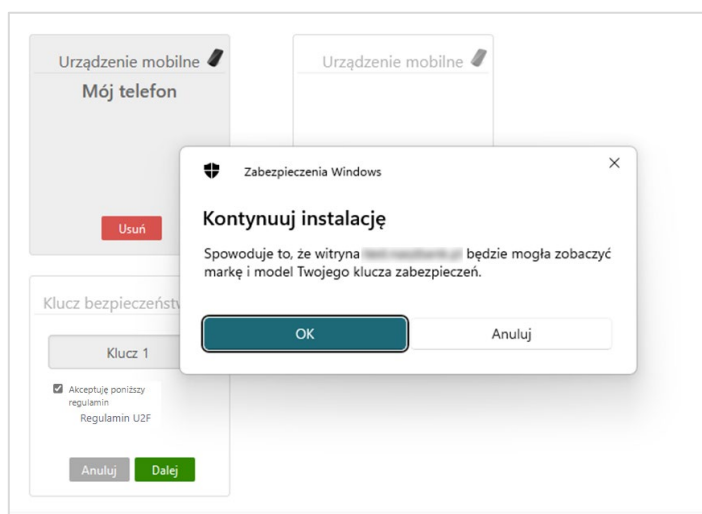 Urządzenie mobilne
Mój telefon
Usuń
Urządzenie mobilne
Zabezpieczenia Windows
Kontynuuj instalację
Spowoduje to, że witryna będzie mogła zobaczyć
markę i model Twojego klucza zabezpieczeń.
OK
Anuluj
Klucz bezpieczeństw
Klucz 1
Akceptuję poniższy
regulamin
Regulamin U2F
Anuluj
Dalej